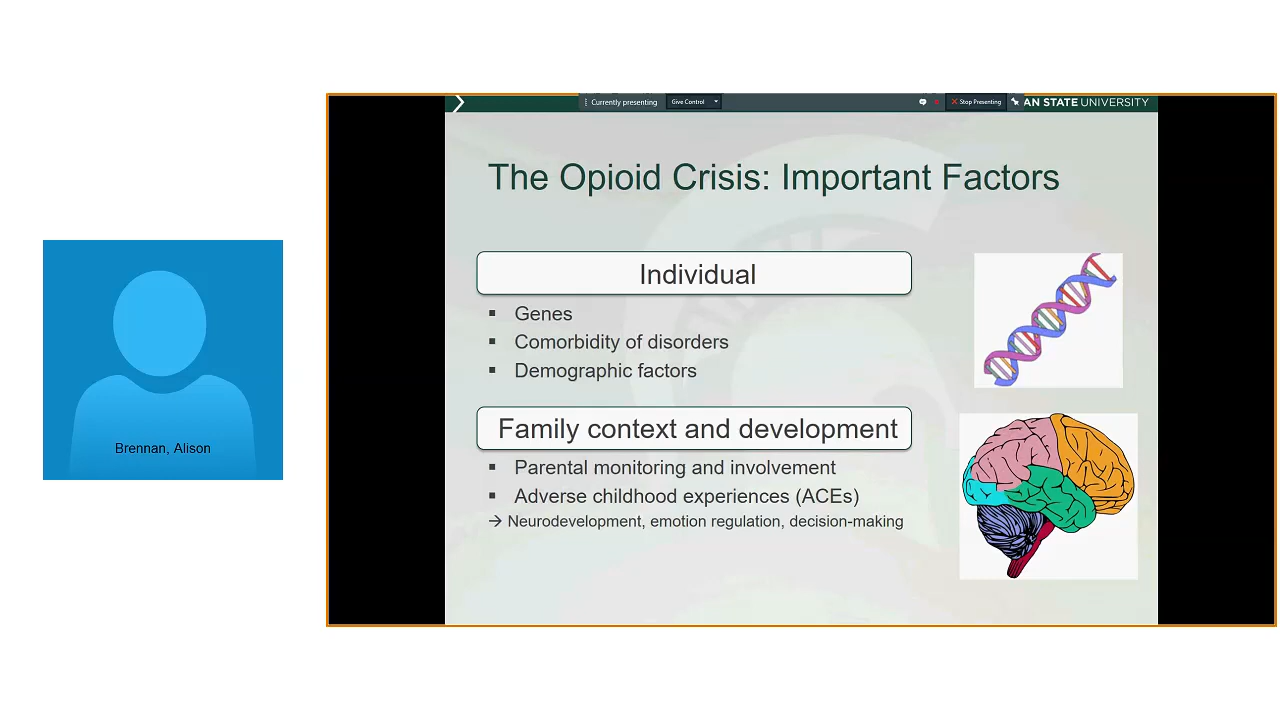 Currently presenting
Give Control
Stop Presenting
AN STATE UNIVERSITY
The Opioid Crisis: Important Factors
Individual
▪ Genes
▪ Comorbidity of disorders
▪ Demographic factors
Family context and development
▪ Parental monitoring and involvement
▪ Adverse childhood experiences (ACEs)
→ Neurodevelopment, emotion regulation, decision-making
Brennan, Alison